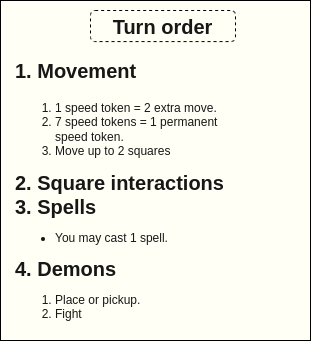 Turn order
1. Movement
1. 1 speed token = 2 extra move.
2. 7 speed tokens = 1 permanent
speed token.
3. Move up to 2 squares
2. Square interactions
3. Spells
• You may cast 1 spell.
4. Demons
1. Place or pickup.
2. Fight